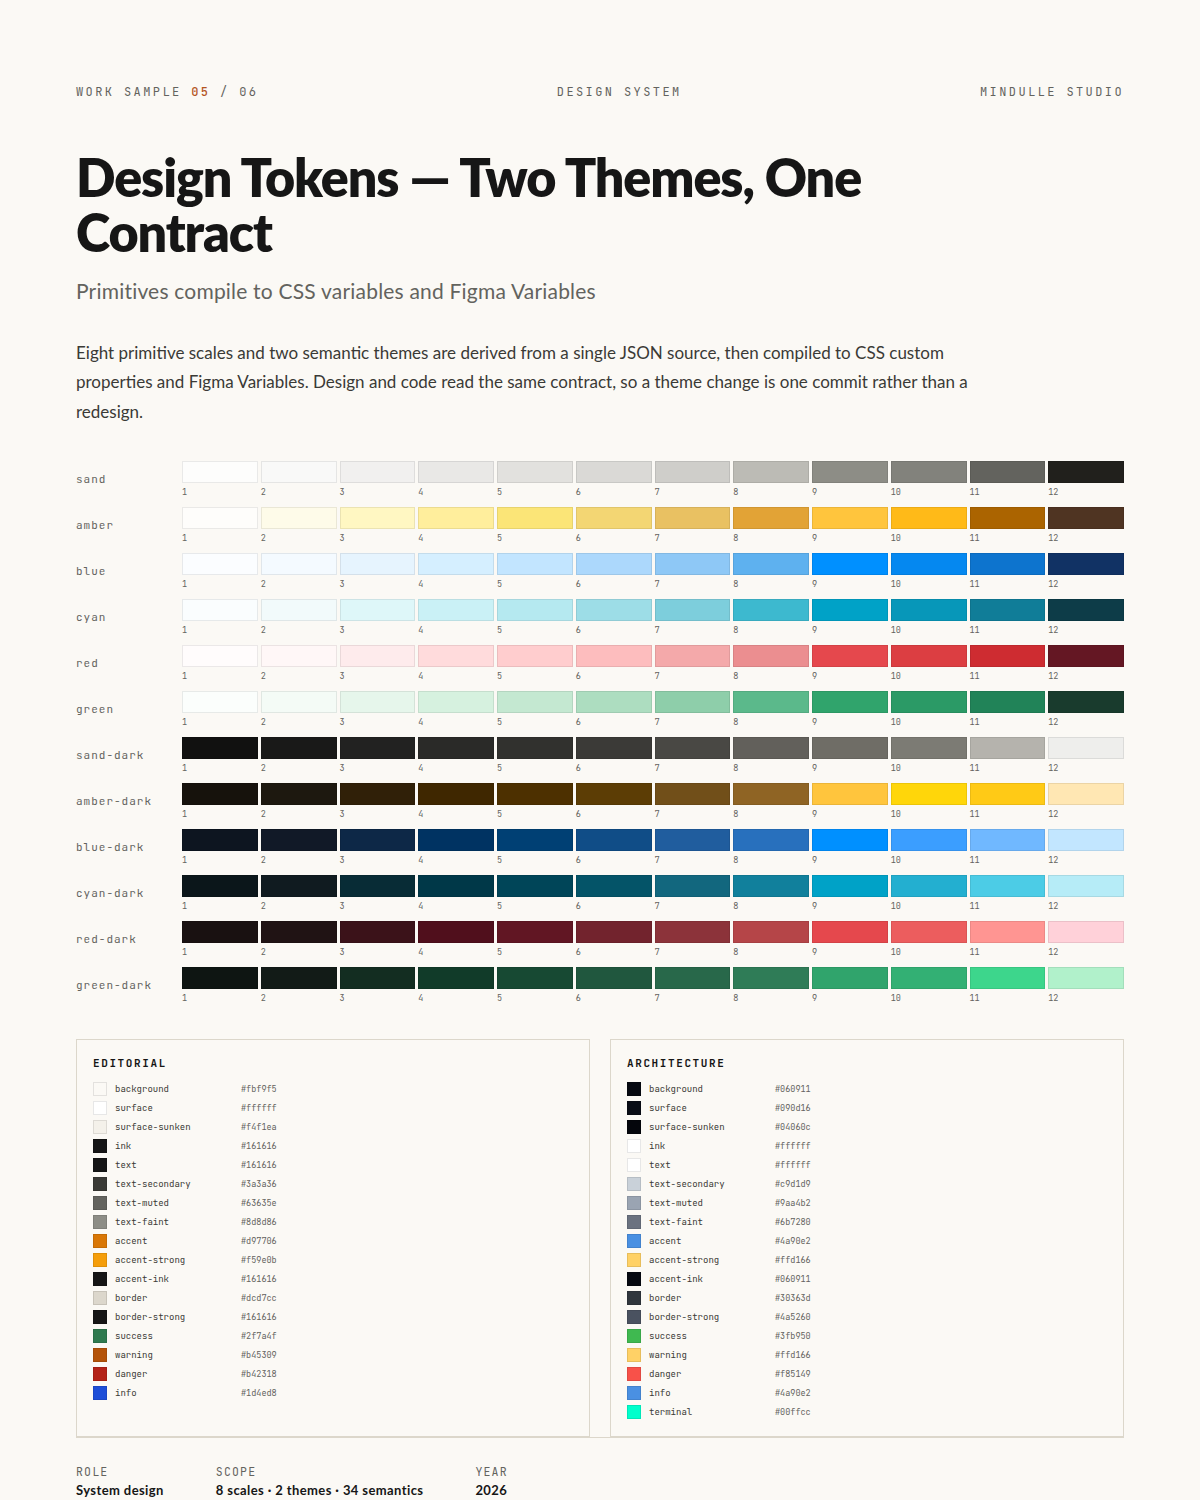 WORK SAMPLE 05 / 06
DESIGN SYSTEM
MINDULLE STUDIO
Design Tokens — Two Themes, One
Contract
Primitives compile to CSS variables and Figma Variables
Eight primitive scales and two semantic themes are derived from a single JSON source, then compiled to CSS custom
properties and Figma Variables. Design and code read the same contract, so a theme change is one commit rather than a
redesign.
sand
1 2 3 4 5 6 7 8 9 10 11 12
amber
1 2 3 4 5 6 7 8 9 10 11 12
blue
1 2 3 4 5 6 7 8 9 10 11 12
cyan
1 2 3 4 5 6 7 8 9 10 11 12
red
1 2 3 4 5 6 7 8 9 10 11 12
green
1 2 3 4 5 6 7 8 9 10 11 12
sand-dark
1 2 3 4 5 6 7 8 9 10 11 12
amber-dark
1 2 3 4 5 6 7 8 9 10 11 12
blue-dark
1 2 3 4 5 6 7 8 9 10 11 12
cyan-dark
1 2 3 4 5 6 7 8 9 10 11 12
red-dark
1 2 3 4 5 6 7 8 9 10 11 12
green-dark
1 2 3 4 5 6 7 8 9 10 11 12
EDITORIAL
background #fbf9f5
surface #ffffff
surface-sunken #f4f1ea
ink #161616
text #161616
text-secondary #3a3a36
text-muted #63635e
text-faint #8d8d86
accent #d97706
accent-strong #f59e0b
accent-ink #161616
border #dcd7cc
border-strong #161616
success #2f7a4f
warning #b45309
danger #b42318
info #1d4ed8
ARCHITECTURE
background #060911
surface #090d16
surface-sunken #04060c
ink #ffffff
text #ffffff
text-secondary #c9d1d9
text-muted #9aa4b2
text-faint #6b7280
accent #4a90e2
accent-strong #ffd166
accent-ink #060911
border #30363d
border-strong #4a5260
success #3fb950
warning #ffd166
danger #f85149
info #4a90e2
terminal #00ffcc
ROLE
System design
SCOPE
8 scales · 2 themes · 34 semantics
YEAR
2026